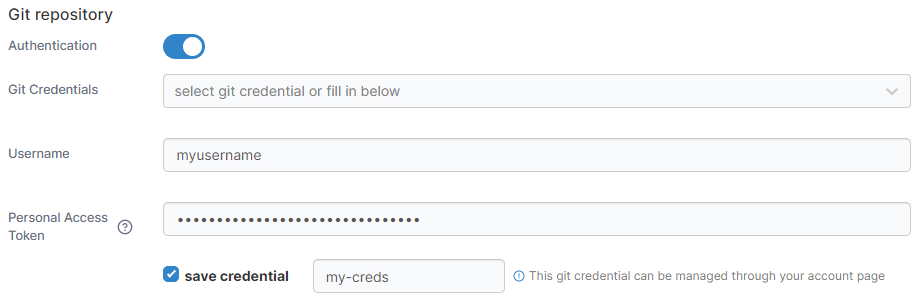 Git repository
Authentication
Git Credentials select git credential or fill in below
Username myusername
Personal Access Token •••••••••••••••••••••••••••••••
save credential my-creds This git credential can be managed through your account page